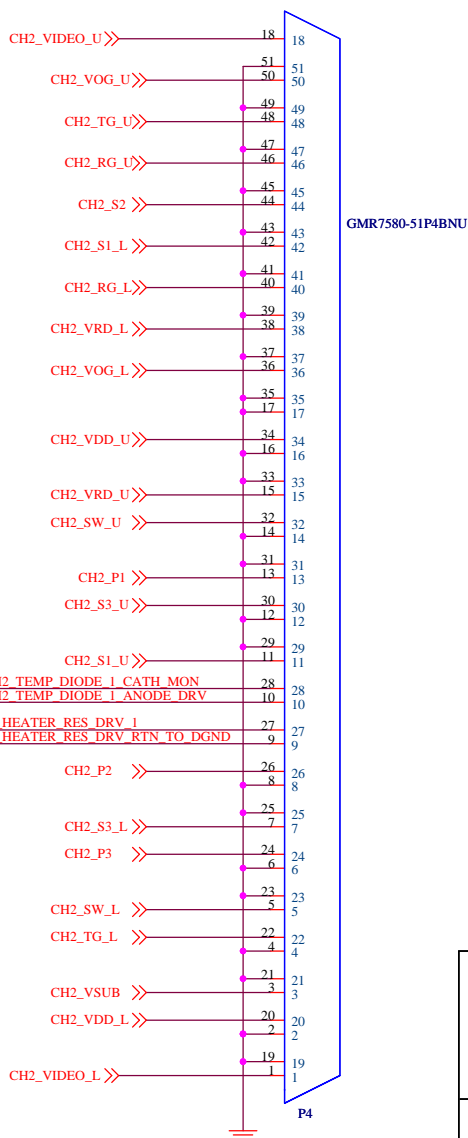 CH2_VIDEO_U 18 18
51 51
CH2_VOG_U 50 50
49 49
CH2_TG_U 48 48
47 47
CH2_RG_U 46 46
45 45
CH2_S2 44 44
GMR7580-51P4BNU
43 43
CH2_S1_L 42 42
41 41
CH2_RG_L 40 40
39 39
CH2_VRD_L 38 38
37 37
CH2_VOG_L 36 36
35 35
17 17
CH2_VDD_U 34 34
16 16
33 33
CH2_VRD_U 15 15
CH2_SW_U 32 32
14 14
31 31
CH2_P1 13 13
CH2_S3_U 30 30
12 12
29 29
CH2_S1_U 11 11
H2_TEMP_DIODE_1_CATH_MON 28 28
H2_TEMP_DIODE_1_ANODE_DRV 10 10
_HEATER_RES_DRV_1 27 27
_HEATER_RES_DRV_RTN_TO_DGND 9 9
CH2_P2 26 26
8 8
25 25
CH2_S3_L 7 7
CH2_P3 24 24
6 6
23 23
CH2_SW_L 5 5
CH2_TG_L 22 22
4 4
21 21
CH2_VSUB 3 3
CH2_VDD_L 20 20
2 2
19 19
CH2_VIDEO_L 1 1
P4